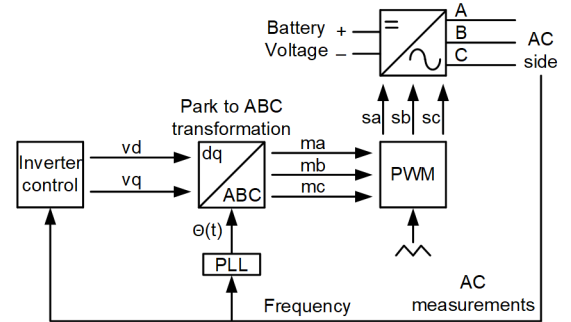 Battery +
Voltage –
=
A
B
C
AC
side
sa sb sc
Park to ABC
transformation
Inverter
control
vd
vq
dq
ABC
ma
mb
mc
PWM
Θ(t)
PLL
Frequency
AC
measurements